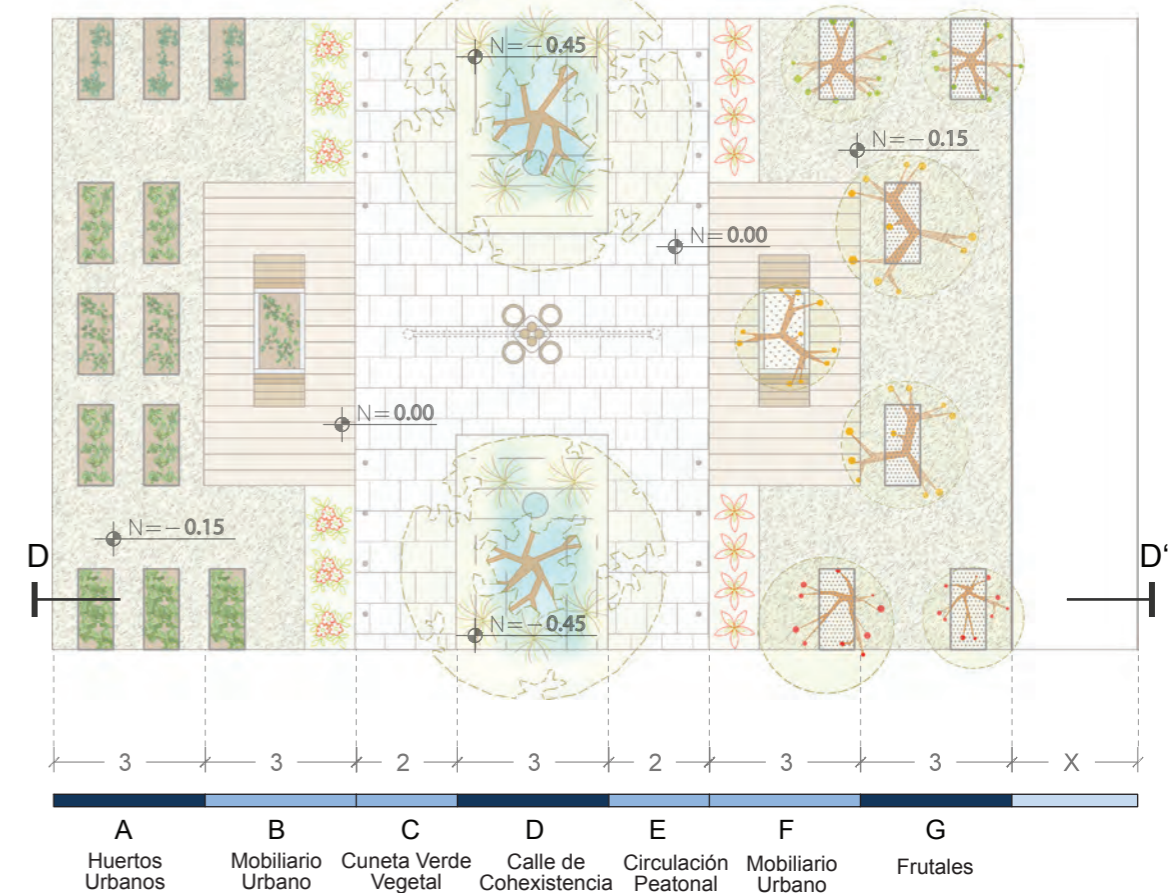 N=-0.45
N=-0.15
N=0.00
N=0.00
N=-0.15
D
D‘
N=-0.45
3 3 2 3 2 3 3 X
A B C D E F G
Huertos
Urbanos
Mobiliario
Urbano
Cuneta Verde
Vegetal
Calle de
Cohexistencia
Circulación
Peatonal
Mobiliario
Urbano
Frutales